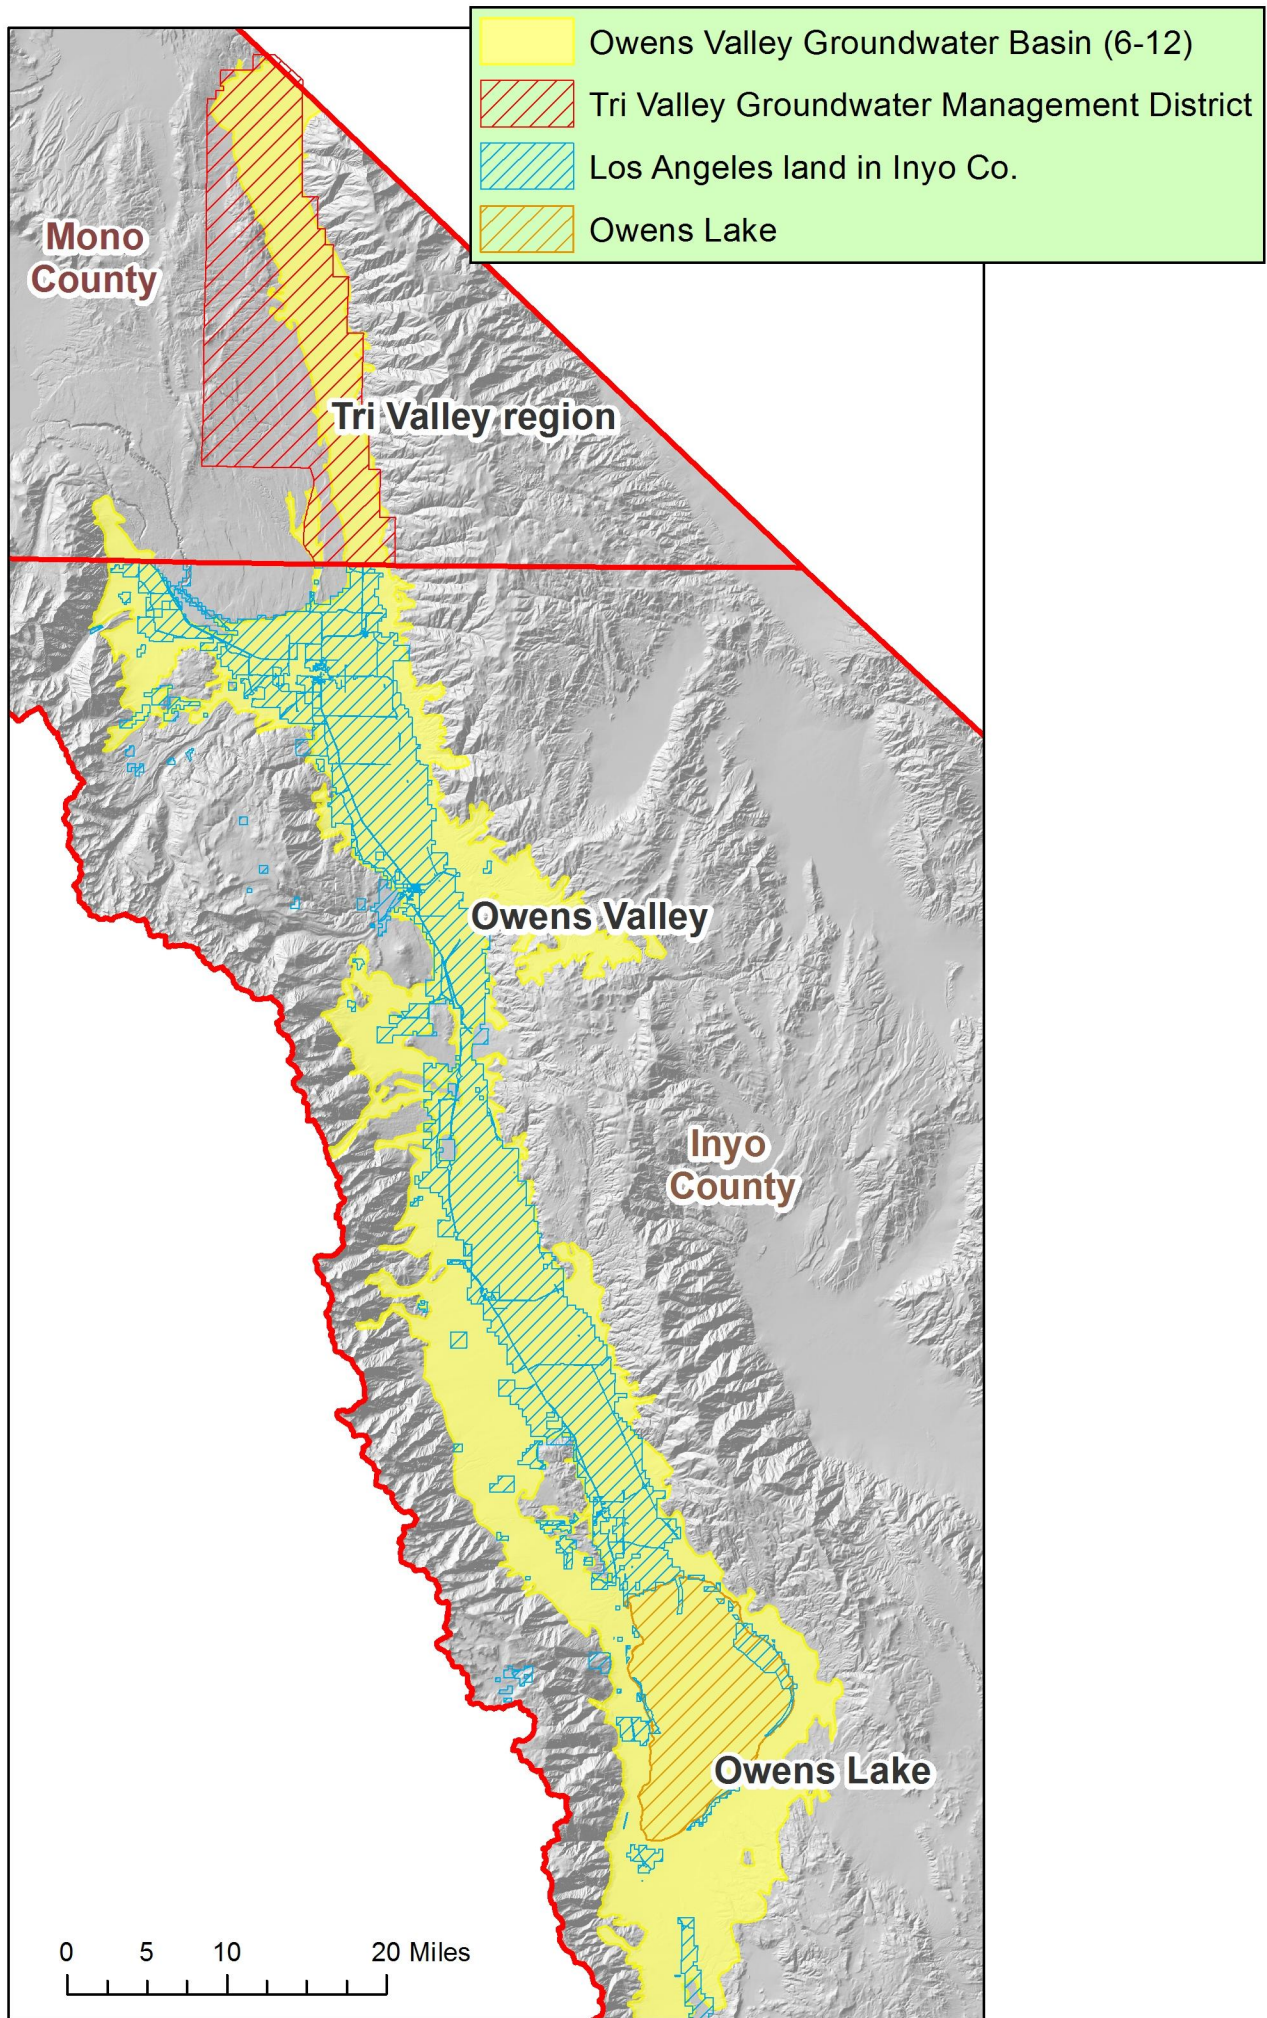 Owens Valley Groundwater Basin (6-12)
Tri Valley Groundwater Management District
Los Angeles land in Inyo Co.
Owens Lake
Mono
County
Tri Valley region
Owens Valley
Inyo
County
Owens Lake
0 5 10 20 Miles